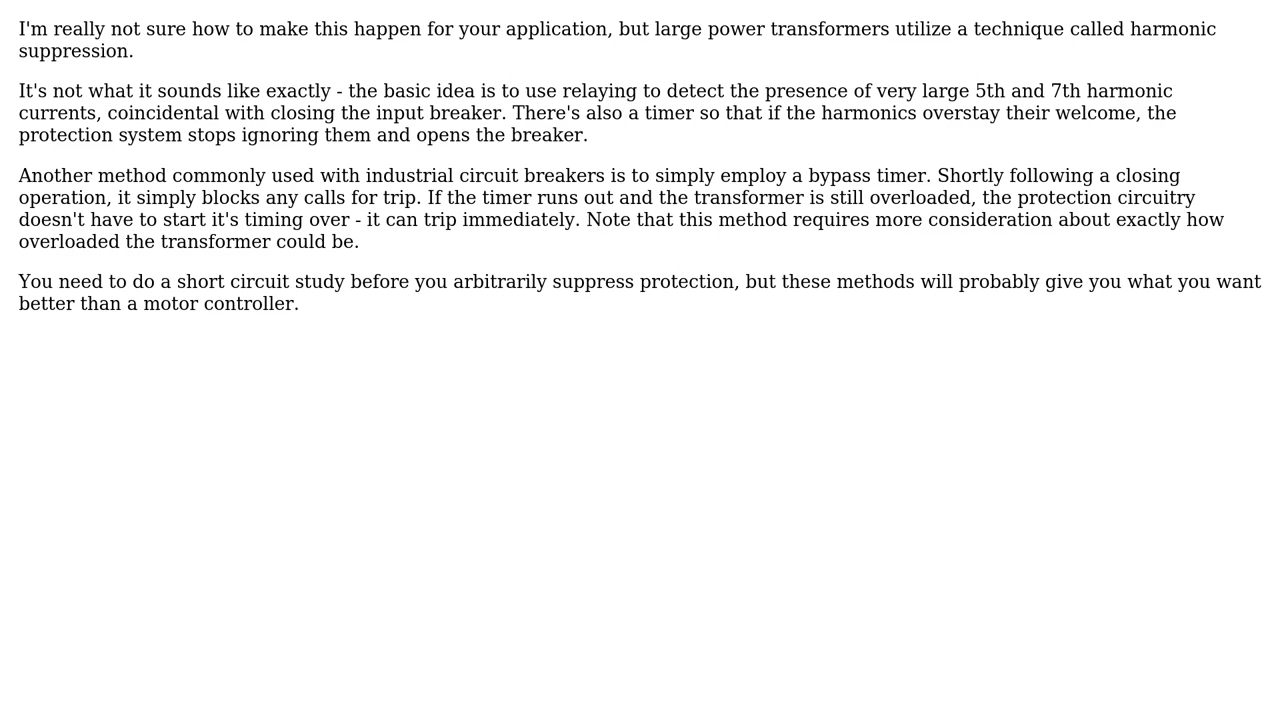 I'm really not sure how to make this happen for your application, but large power transformers utilize a technique called harmonic
suppression.
It's not what it sounds like exactly - the basic idea is to use relaying to detect the presence of very large 5th and 7th harmonic
currents, coincidental with closing the input breaker. There's also a timer so that if the harmonics overstay their welcome, the
protection system stops ignoring them and opens the breaker.
Another method commonly used with industrial circuit breakers is to simply employ a bypass timer. Shortly following a closing
operation, it simply blocks any calls for trip. If the timer runs out and the transformer is still overloaded, the protection circuitry
doesn't have to start it's timing over - it can trip immediately. Note that this method requires more consideration about exactly how
overloaded the transformer could be.
You need to do a short circuit study before you arbitrarily suppress protection, but these methods will probably give you what you want
better than a motor controller.